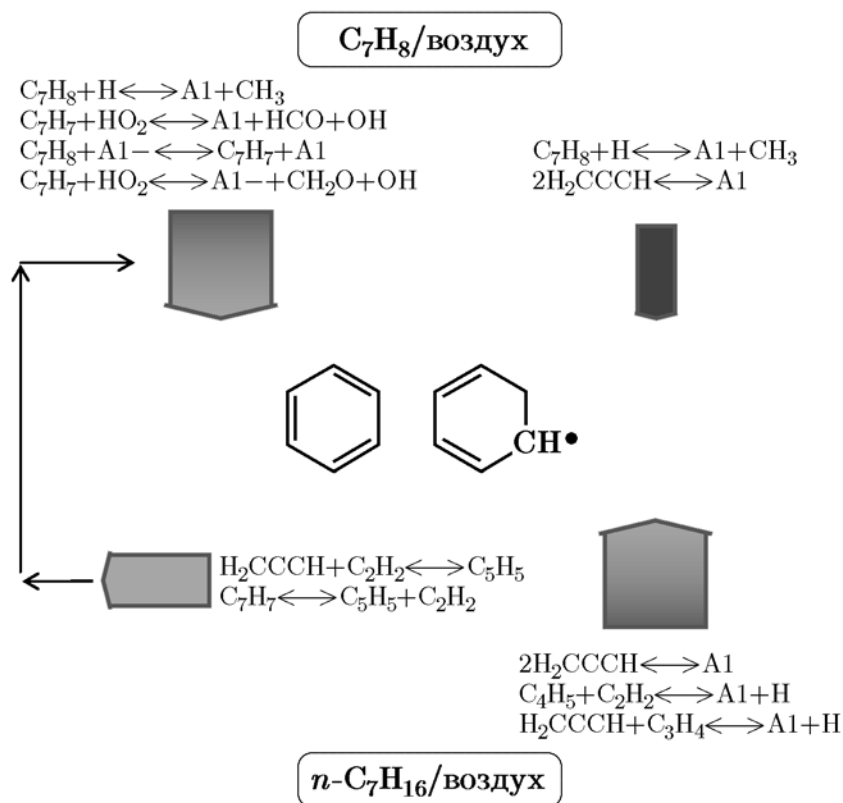 C₇H₈/воздух
C₇H₈+H⟷A1+CH₃
C₇H₇+HO₂⟷A1+HCO+OH
C₇H₈+A1−⟷C₇H₇+A1
C₇H₇+HO₂⟷A1−+CH₂O+OH
C₇H₈+H⟷A1+CH₃
2H₂CCCH⟷A1
CH•
H₂CCCH+C₂H₂⟷C₅H₅
C₇H₇⟷C₅H₅+C₂H₂
2H₂CCCH⟷A1
C₄H₅+C₂H₂⟷A1+H
H₂CCCH+C₃H₄⟷A1+H
n-C₇H₁₆/воздух